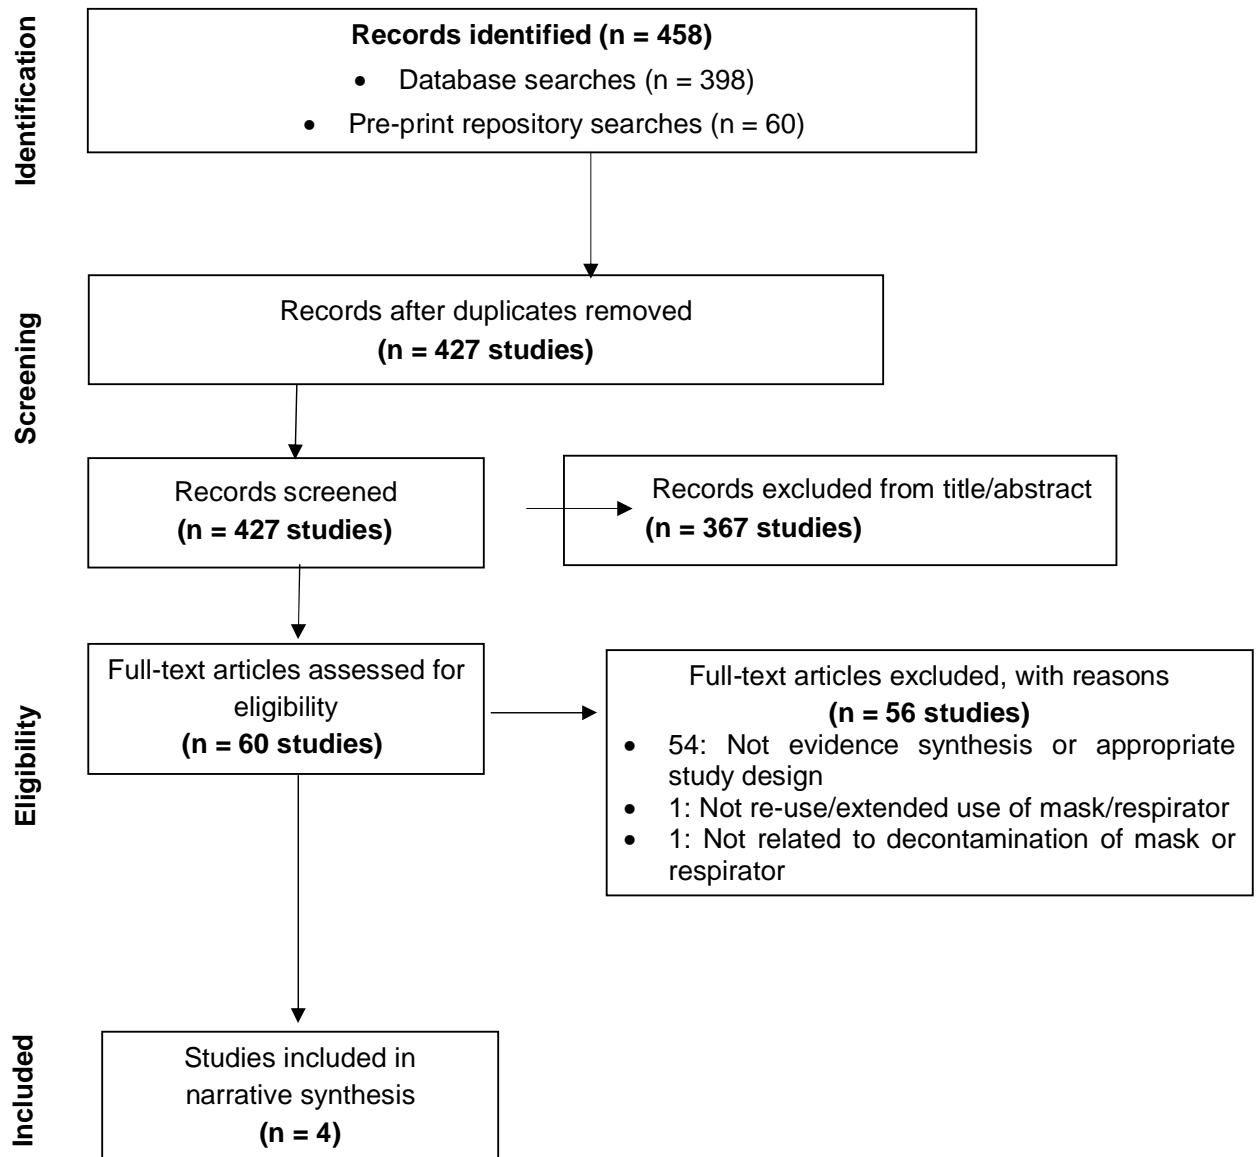 Identification
Records identified (n = 458)
• Database searches (n = 398)
• Pre-print repository searches (n = 60)
Screening
Records after duplicates removed
(n = 427 studies)
Records screened
(n = 427 studies)
Records excluded from title/abstract
(n = 367 studies)
Eligibility
Full-text articles assessed for
eligibility
(n = 60 studies)
Full-text articles excluded, with reasons
(n = 56 studies)
• 54: Not evidence synthesis or appropriate
study design
• 1: Not re-use/extended use of mask/respirator
• 1: Not related to decontamination of mask or
respirator
Included
Studies included in
narrative synthesis
(n = 4)